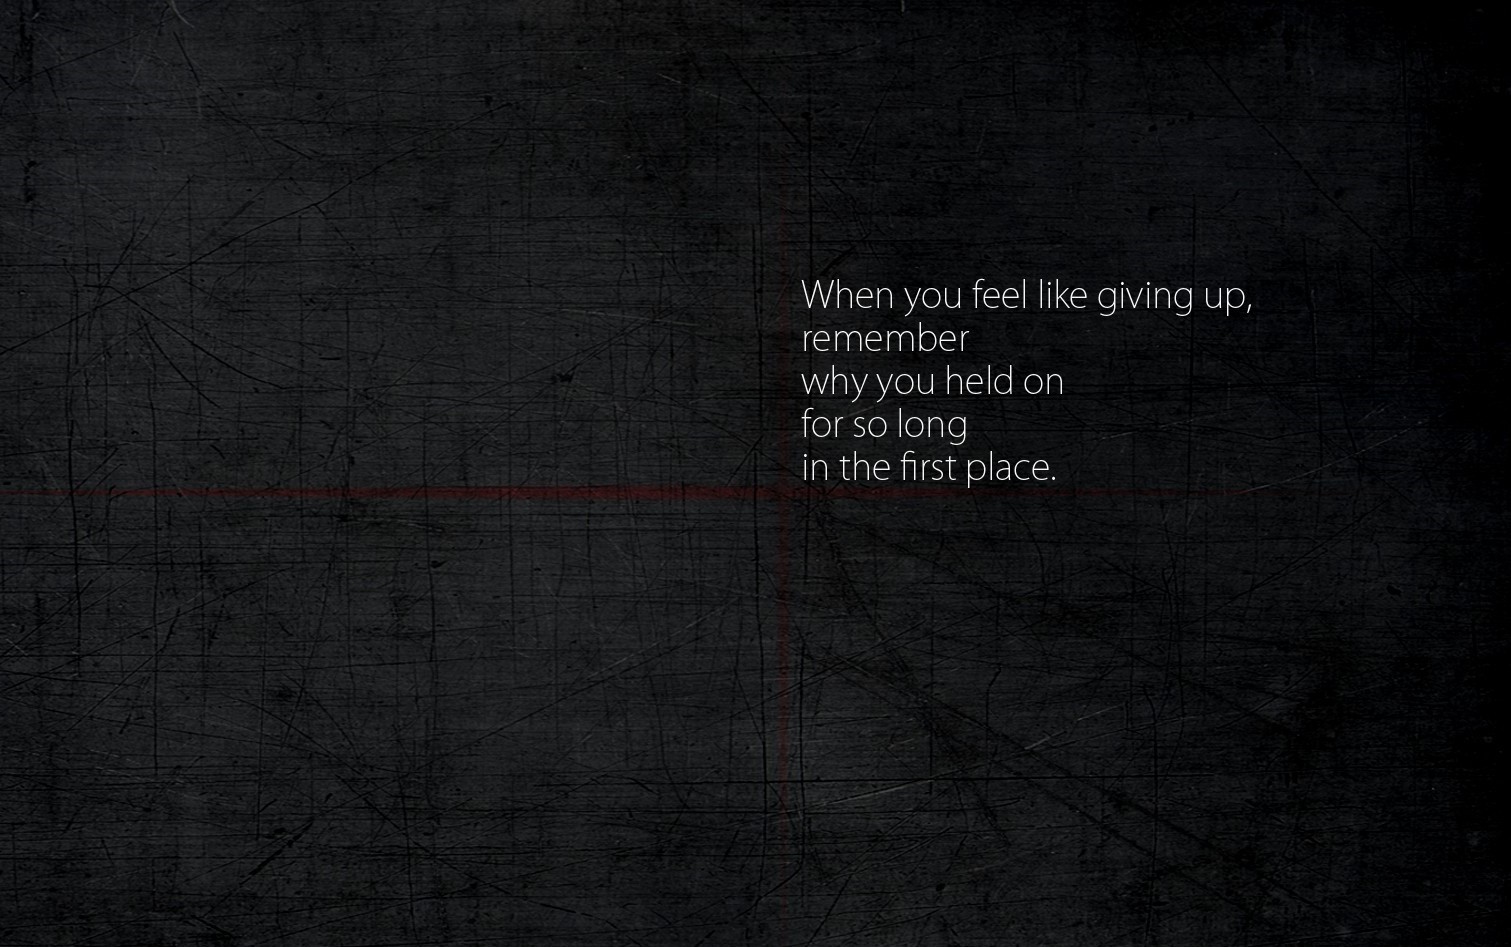 When you feel like giving up,
remember
why you held on
for so long
in the first place.